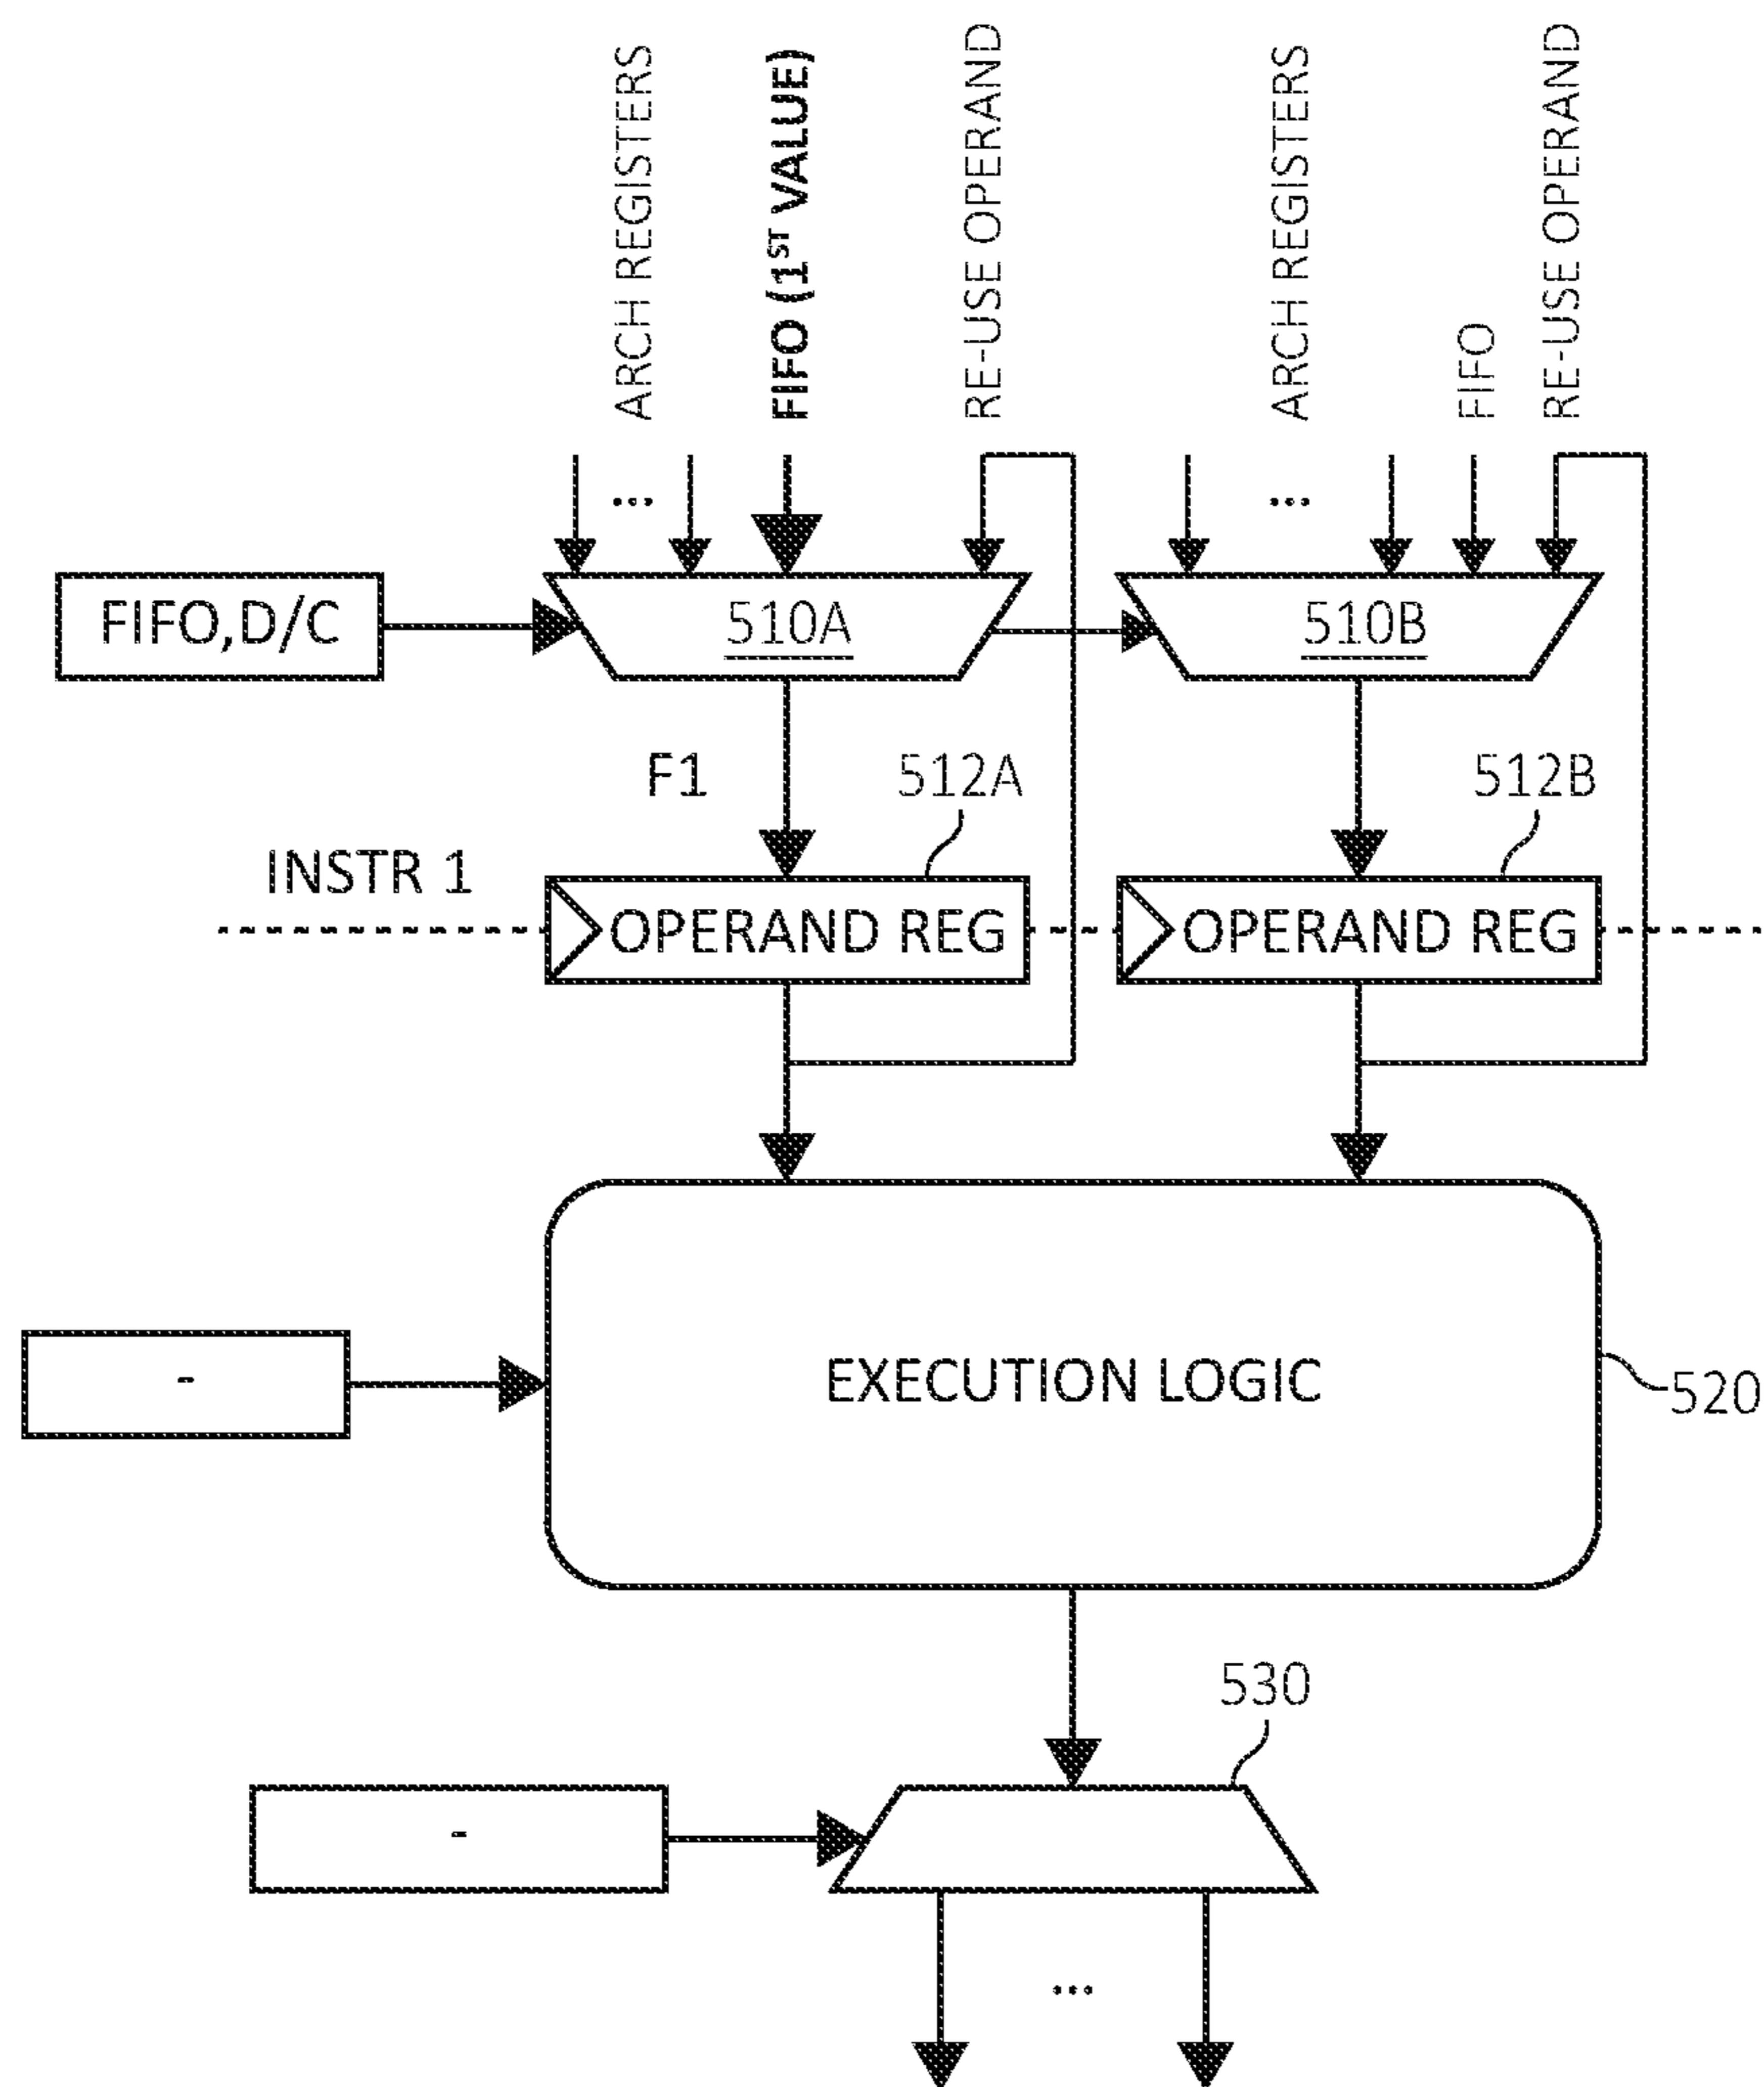 ARCH REGISTERS
FIFO (1ST VALUE)
RE-USE OPERAND
ARCH REGISTERS
FIFO
RE-USE OPERAND
...
...
FIFO,D/C
510A
510B
F1
512A
512B
INSTR 1
OPERAND REG
OPERAND REG
-
EXECUTION LOGIC
520
530
-
...